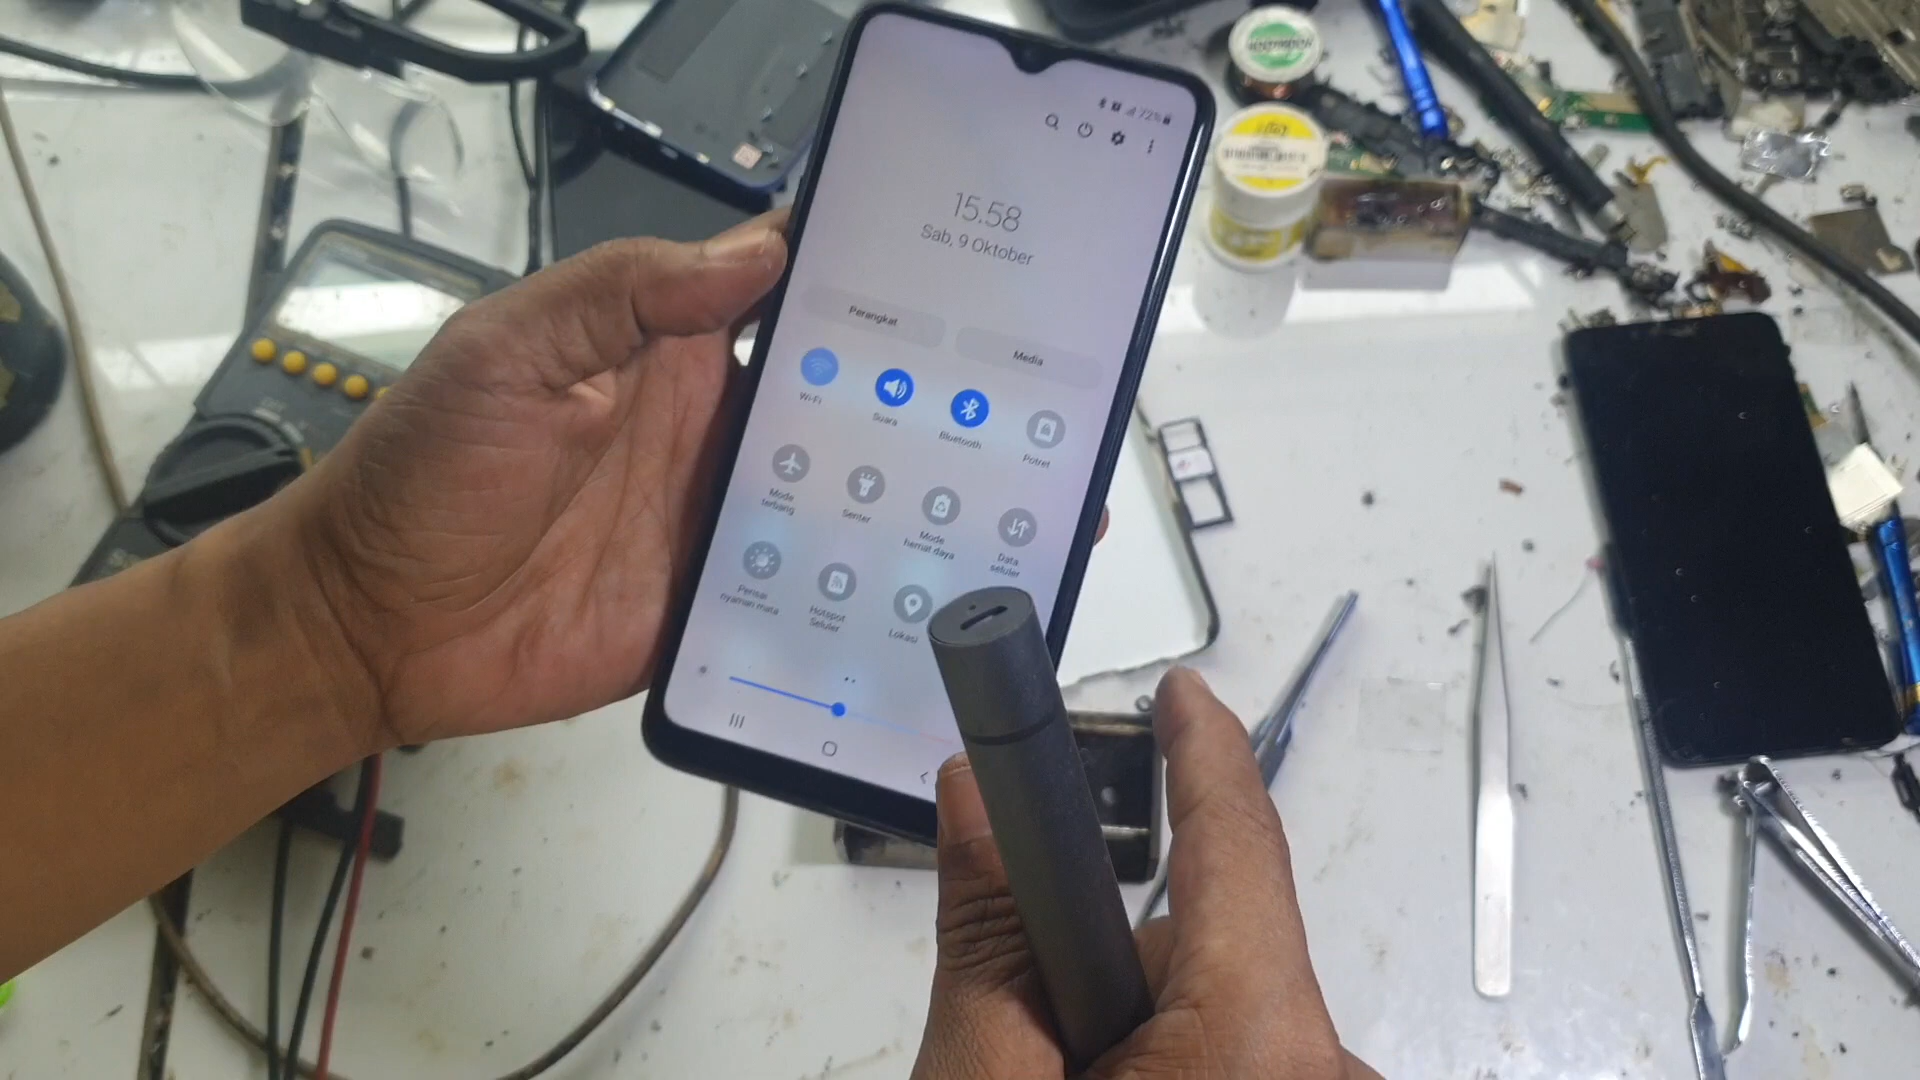 72%
15.58
Sab, 9 Oktober
Perangkat
Media
Wi-Fi
Suara
Bluetooth
Potret
Mode
terbang
Senter
Mode
hemat daya
Data
seluler
Perisai
nyaman mata
Hotspot
Seluler
Lokasi